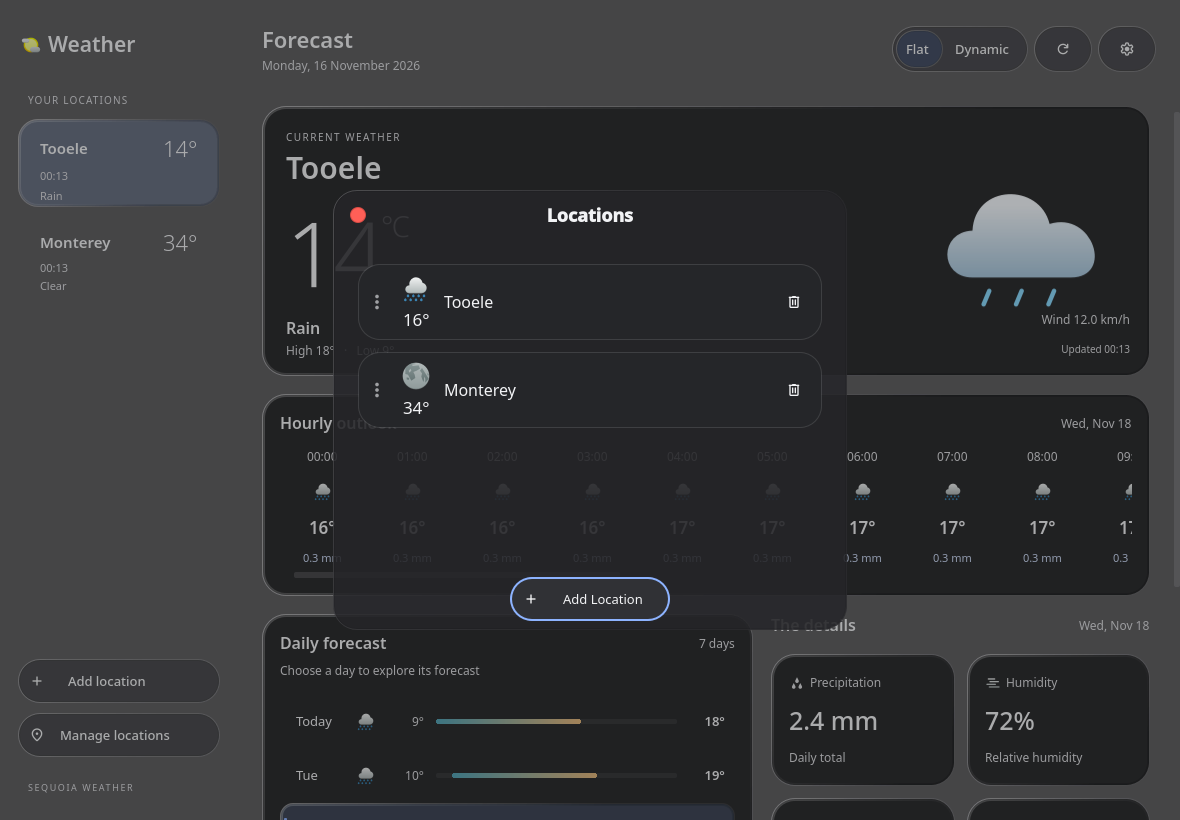 Weather
YOUR LOCATIONS
Tooele 14°
00:13
Rain
Monterey 34°
00:13
Clear
Add location
Manage locations
SEQUOIA WEATHER
Forecast
Monday, 16 November 2026
Flat Dynamic
CURRENT WEATHER
Tooele
14°C
Rain
High 18° Low 9°
Wind 12.0 km/h
Updated 00:13
Locations
16° Tooele
34° Monterey
Add Location
Hourly outlook Wed, Nov 18
00:00 01:00 02:00 03:00 04:00 05:00 06:00 07:00 08:00 09:
16° 16° 16° 16° 17° 17° 17° 17° 17° 17
0.3 mm 0.3 mm 0.3 mm 0.3 mm 0.3 mm 0.3 mm 0.3 mm 0.3 mm 0.3 mm 0.3
Daily forecast 7 days
Choose a day to explore its forecast
Today 9° 18°
Tue 10° 19°
The details Wed, Nov 18
Precipitation
2.4 mm
Daily total
Humidity
72%
Relative humidity